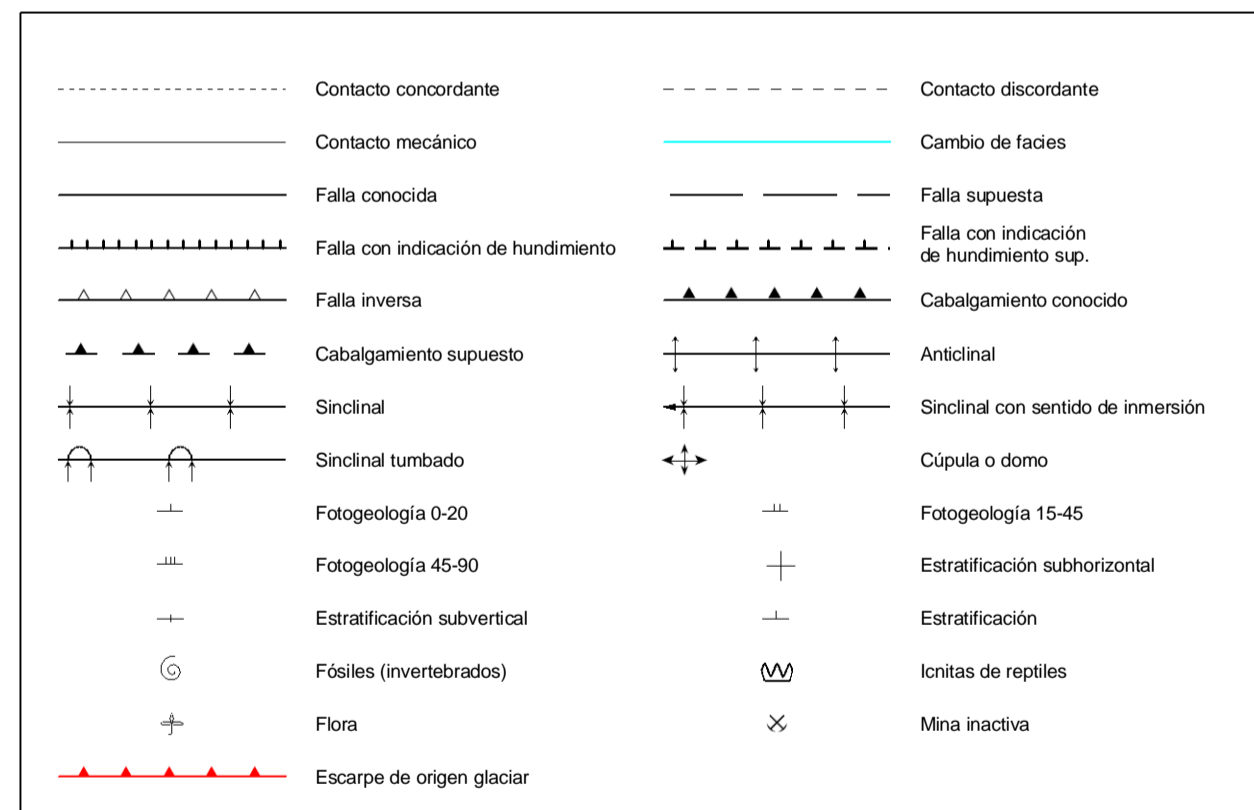 Contacto concordante
Contacto discordante
Contacto mecánico
Cambio de facies
Falla conocida
Falla supuesta
Falla con indicación de hundimiento
Falla con indicación
de hundimiento sup.
Falla inversa
Cabalgamiento conocido
Cabalgamiento supuesto
Anticlinal
Sinclinal
Sinclinal con sentido de inmersión
Sinclinal tumbado
Cúpula o domo
Fotogeología 0-20
Fotogeología 15-45
Fotogeología 45-90
Estratificación subhorizontal
Estratificación subvertical
Estratificación
Fósiles (invertebrados)
Icnitas de reptiles
Flora
Mina inactiva
Escarpe de origen glaciar